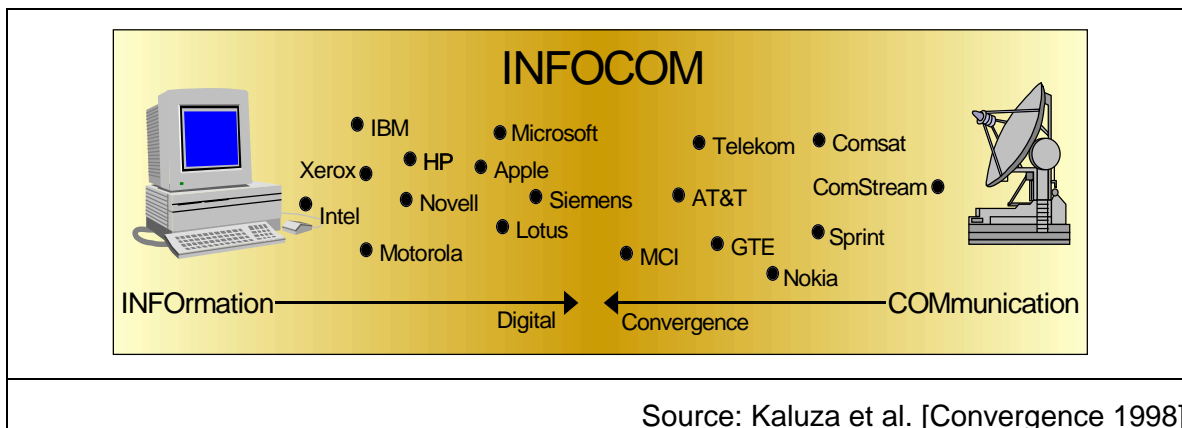 INFOCOM
IBM
Microsoft
Telekom
Comsat
Xerox
HP
Apple
ComStream
Intel
Novell
Siemens
AT&T
Lotus
Sprint
Motorola
MCI
GTE
Nokia
INFOrmation
COMmunication
Digital
Convergence
Source: Kaluza et al. [Convergence 1998]